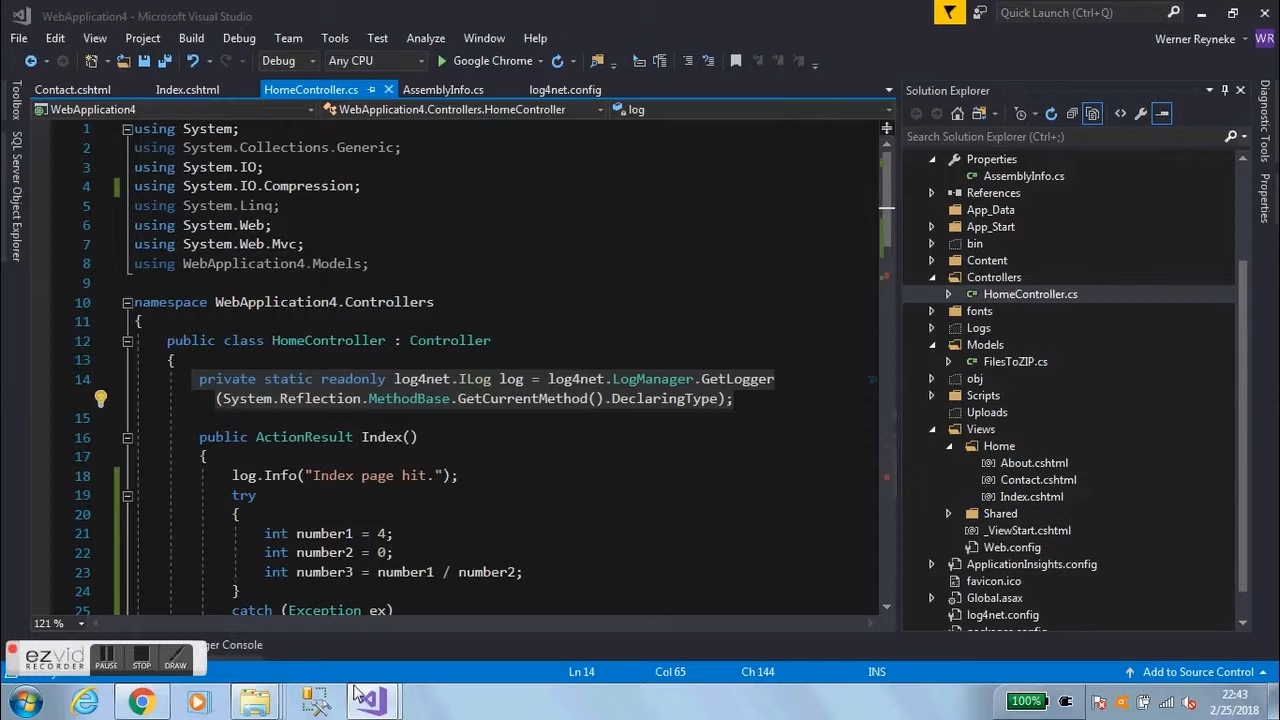 WebApplication4 - Microsoft Visual Studio
Quick Launch (Ctrl+Q)
File Edit View Project Build Debug Team Tools Test Analyze Window Help
Werner Reyneke WR
Debug Any CPU Google Chrome
Contact.cshtml Index.cshtml HomeController.cs AssemblyInfo.cs log4net.config
WebApplication4 WebApplication4.Controllers.HomeController log
Toolbox
SQL Server Object Explorer
1 using System;
2 using System.Collections.Generic;
3 using System.IO;
4 using System.IO.Compression;
5 using System.Linq;
6 using System.Web;
7 using System.Web.Mvc;
8 using WebApplication4.Models;
9
10 namespace WebApplication4.Controllers
11 {
12 public class HomeController : Controller
13 {
14 private static readonly log4net.ILog log = log4net.LogManager.GetLogger
(System.Reflection.MethodBase.GetCurrentMethod().DeclaringType);
15
16 public ActionResult Index()
17 {
18 log.Info("Index page hit.");
19 try
20 {
21 int number1 = 4;
22 int number2 = 0;
23 int number3 = number1 / number2;
24 }
25 catch (Exception ex)
121 %
Solution Explorer
Search Solution Explorer (Ctrl+;)
Properties
AssemblyInfo.cs
References
App_Data
App_Start
bin
Content
Controllers
HomeController.cs
fonts
Logs
Models
FilesToZIP.cs
obj
Scripts
Uploads
Views
Home
About.cshtml
Contact.cshtml
Index.cshtml
Shared
_ViewStart.cshtml
Web.config
ApplicationInsights.config
favicon.ico
Global.asax
log4net.config
Diagnostic Tools
Properties
ger Console
ezvid
RECORDER
PAUSE STOP DRAW
Ln 14 Col 65 Ch 144 INS Add to Source Control
100%
22:43
2/25/2018